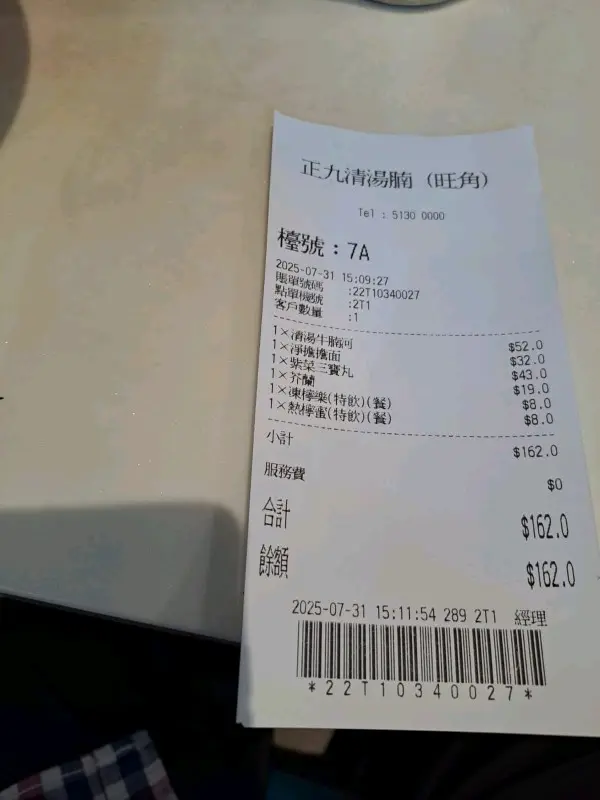 正九清湯腩 (旺角)
Tel : 5130 0000
檯號 : 7A
2025-07-31 15:09:27
賬單號碼 :22T10340027
點單機號 :2T1
客戶數量 :1
1×清湯牛腩河 $52.0
1×淨擔擔面 $32.0
1×紫菜三寶丸 $43.0
1×芥蘭 $19.0
1×凍檸樂(特飲)(餐) $8.0
1×熱檸蜜(特飲)(餐) $8.0
小計 $162.0
服務費 $0
合計 $162.0
餘額 $162.0
2025-07-31 15:11:54 289 2T1 經理
*22T10340027*